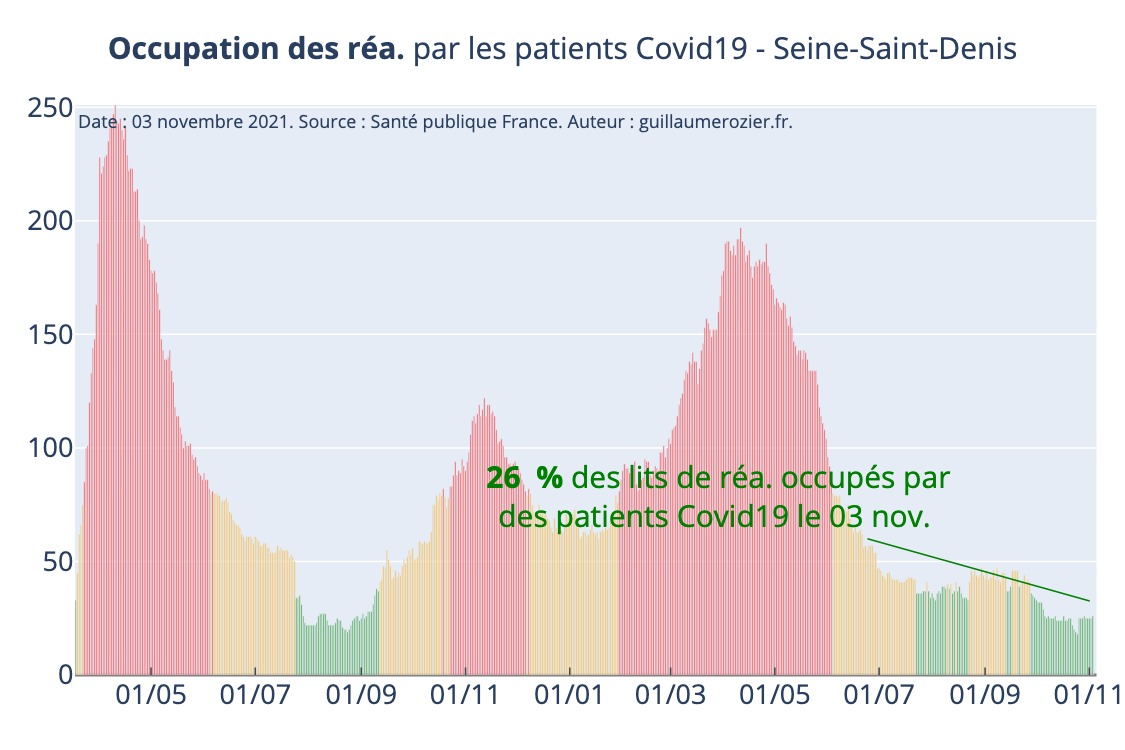 Occupation des réa. par les patients Covid19 - Seine-Saint-Denis
250
Date : 03 novembre 2021. Source : Santé publique France. Auteur : guillaumerozier.fr.
200
150
100
26 % des lits de réa. occupés par
des patients Covid19 le 03 nov.
50
0
01/05 01/07 01/09 01/11 01/01 01/03 01/05 01/07 01/09 01/11